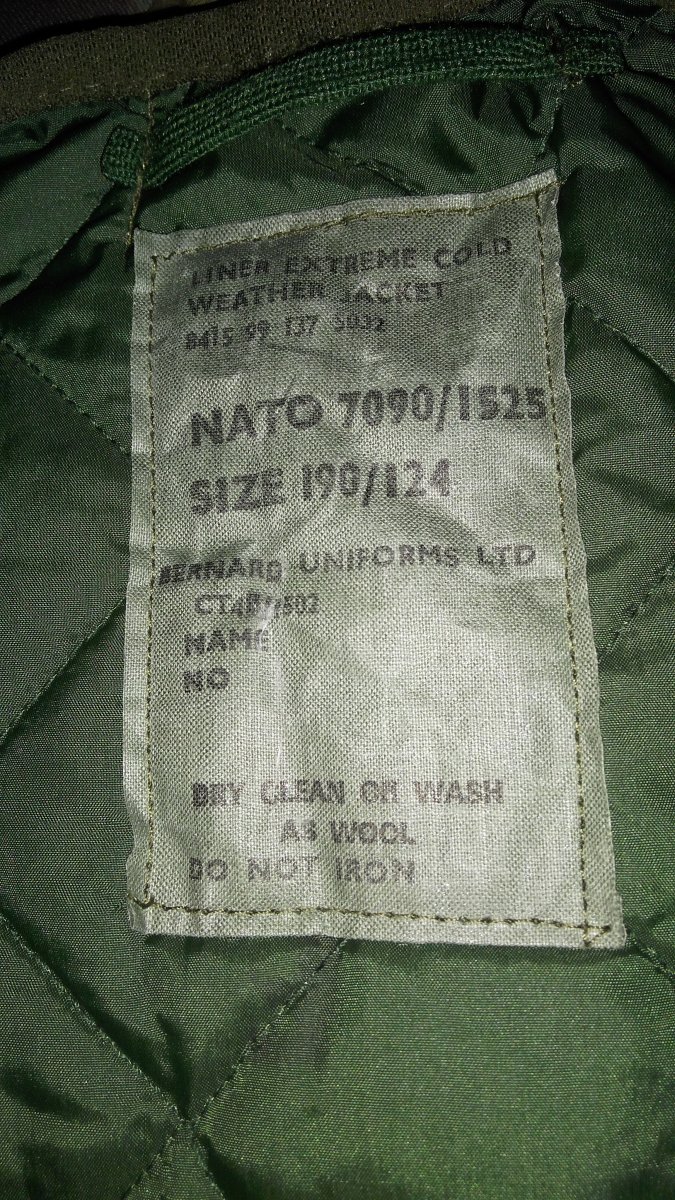 LINER EXTREME COLD
WEATHER JACKET
8415 99 137 5032
NATO 7090/1525
SIZE 190/124
BERNARD UNIFORMS LTD
NAME
NO
DRY CLEAN OR WASH
AS WOOL
DO NOT IRON